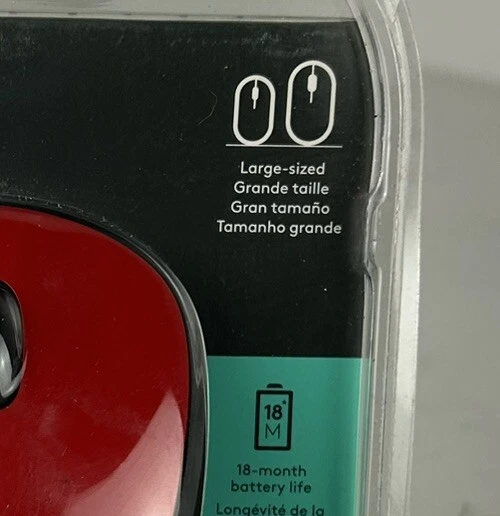 Large-sized
Grande taille
Gran tamaño
Tamanho grande
18*
M
18-month
battery life
Longévité de la